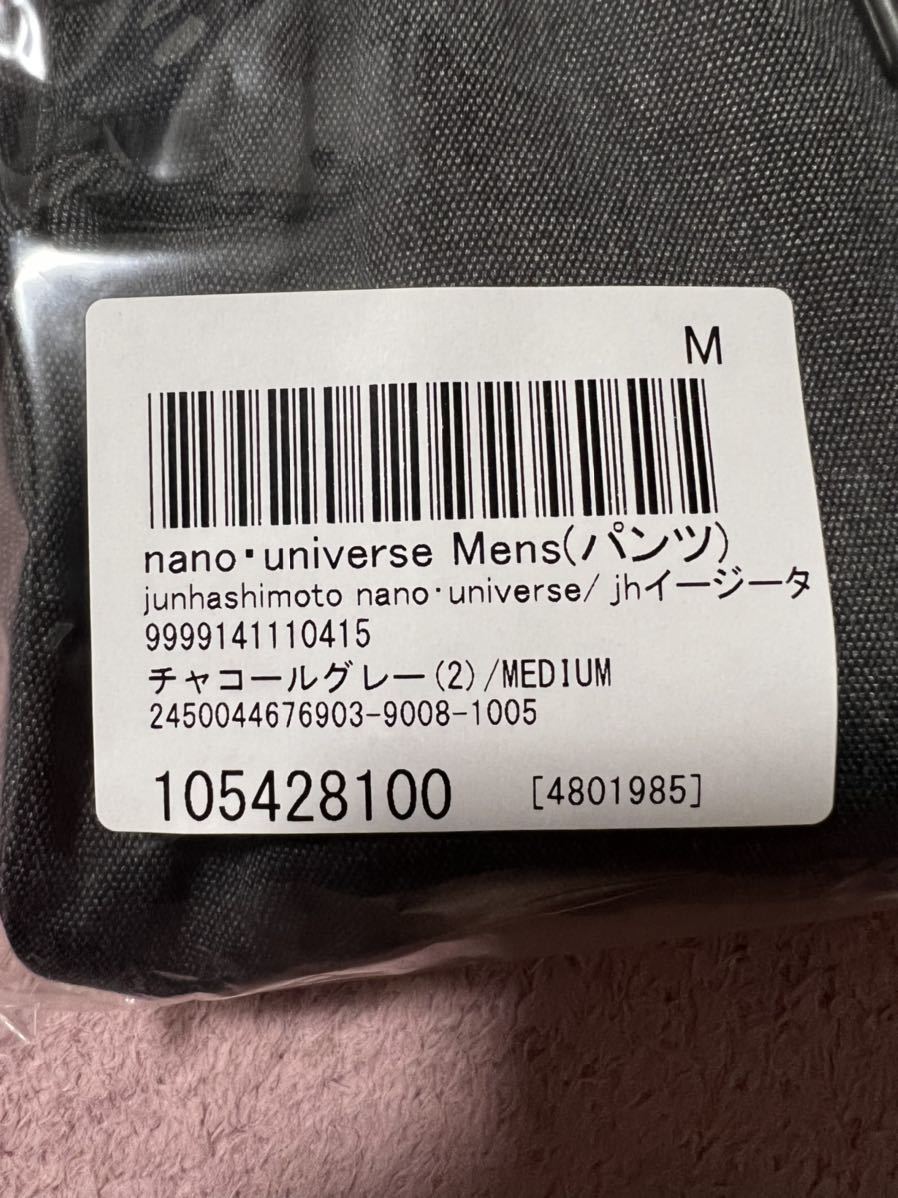 M
nano・universe Mens(パンツ)
junhashimoto nano・universe/ jhイージータ
9999141110415
チャコールグレー(2)/MEDIUM
2450044676903-9008-1005
105428100 [4801985]